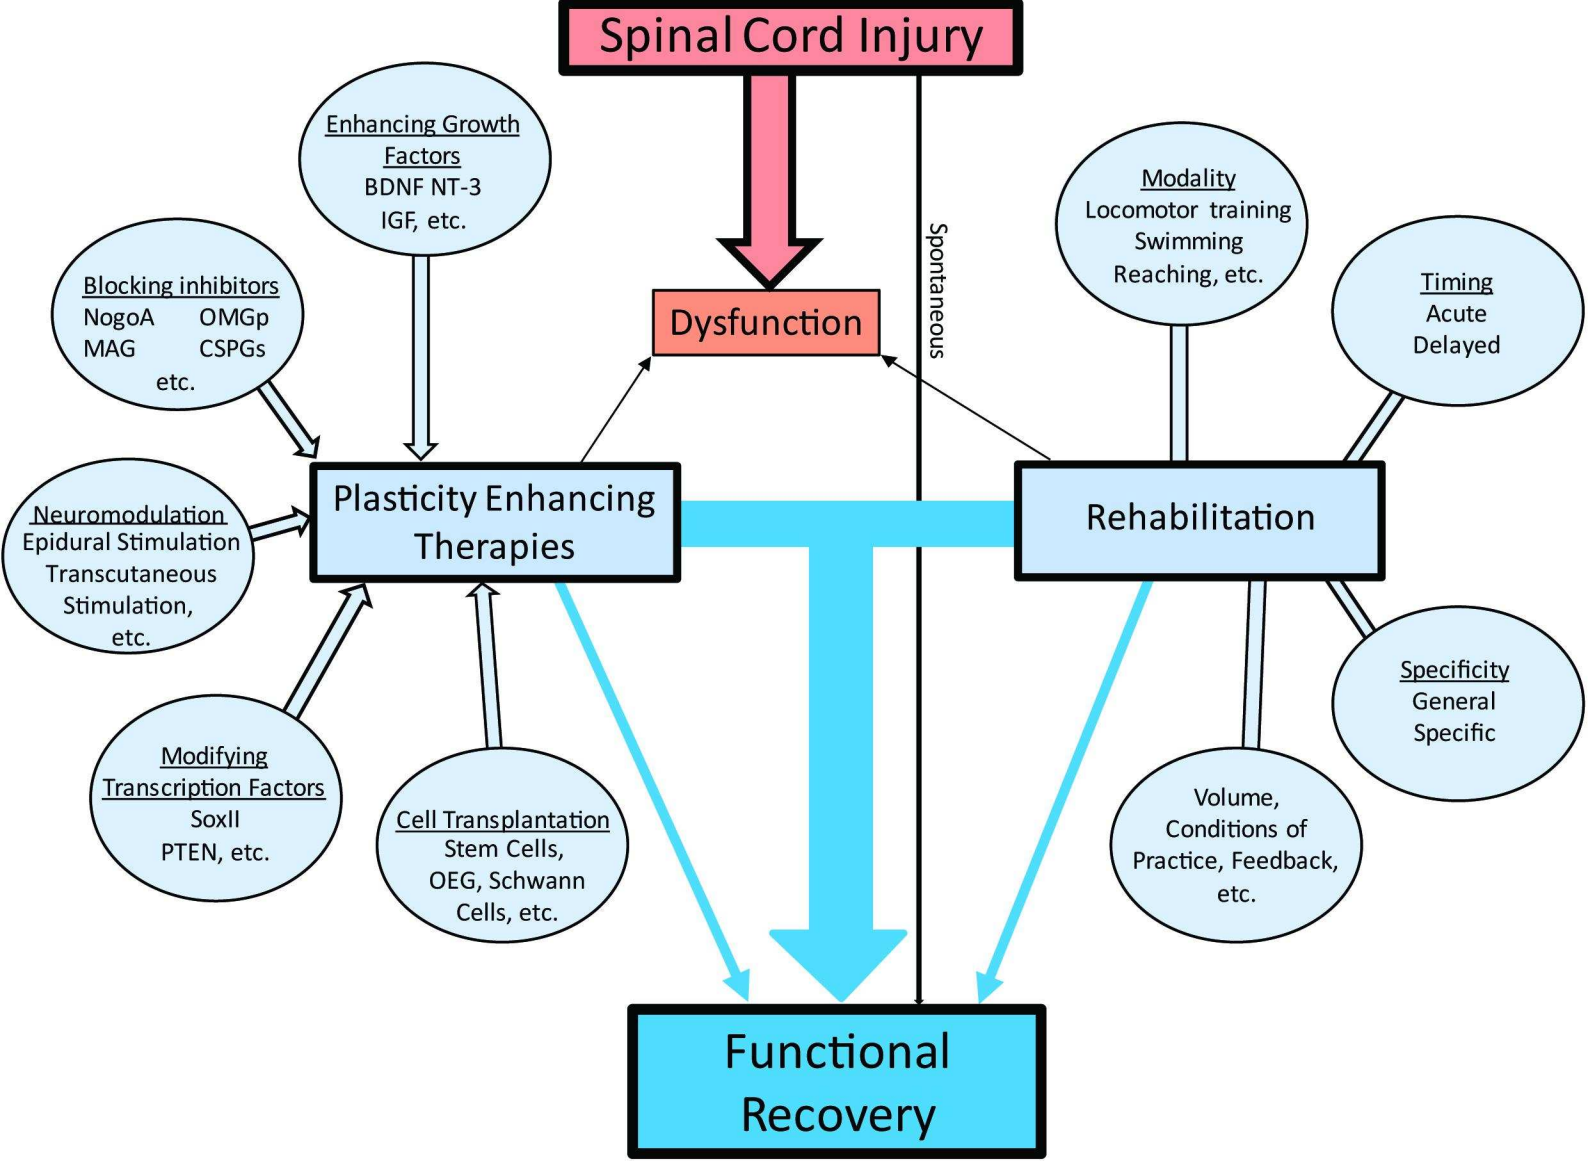 Spinal Cord Injury
Spontaneous
Dysfunction
Enhancing Growth
Factors
BDNF NT-3
IGF, etc.
Blocking inhibitors
NogoA OMGp
MAG CSPGs
etc.
Neuromodulation
Epidural Stimulation
Transcutaneous
Stimulation,
etc.
Modifying
Transcription Factors
SoxII
PTEN, etc.
Cell Transplantation
Stem Cells,
OEG, Schwann
Cells, etc.
Plasticity Enhancing
Therapies
Modality
Locomotor training
Swimming
Reaching, etc.
Timing
Acute
Delayed
Rehabilitation
Specificity
General
Specific
Volume,
Conditions of
Practice, Feedback,
etc.
Functional
Recovery